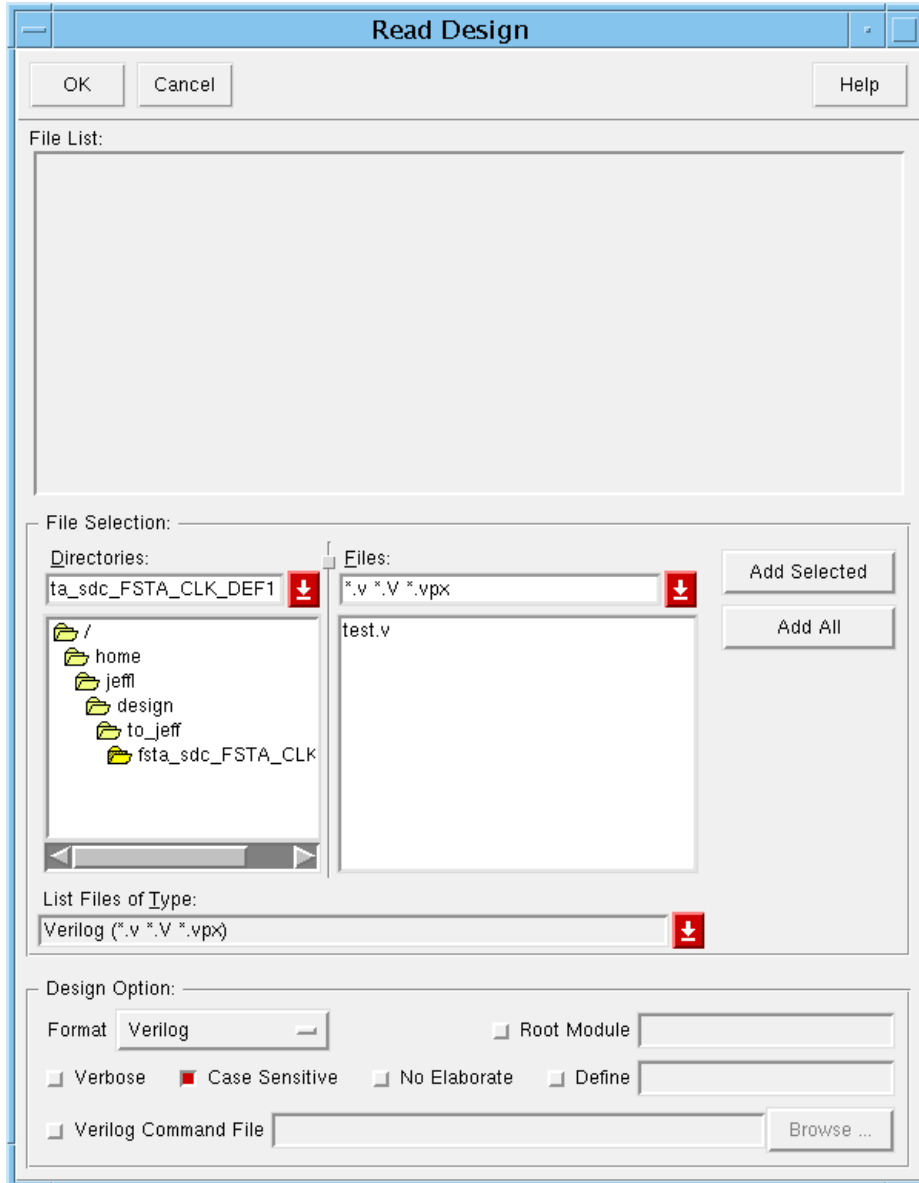 Read Design
OK Cancel Help
File List:
File Selection:
Directories: Files:
ta_sdc_FSTA_CLK_DEF1 *.v *.V *.vpx Add Selected
/ test.v Add All
home
jeffl
design
to_jeff
fsta_sdc_FSTA_CLK
List Files of Type:
Verilog (*.v *.V *.vpx)
Design Option:
Format Verilog Root Module
Verbose Case Sensitive No Elaborate Define
Verilog Command File Browse ...